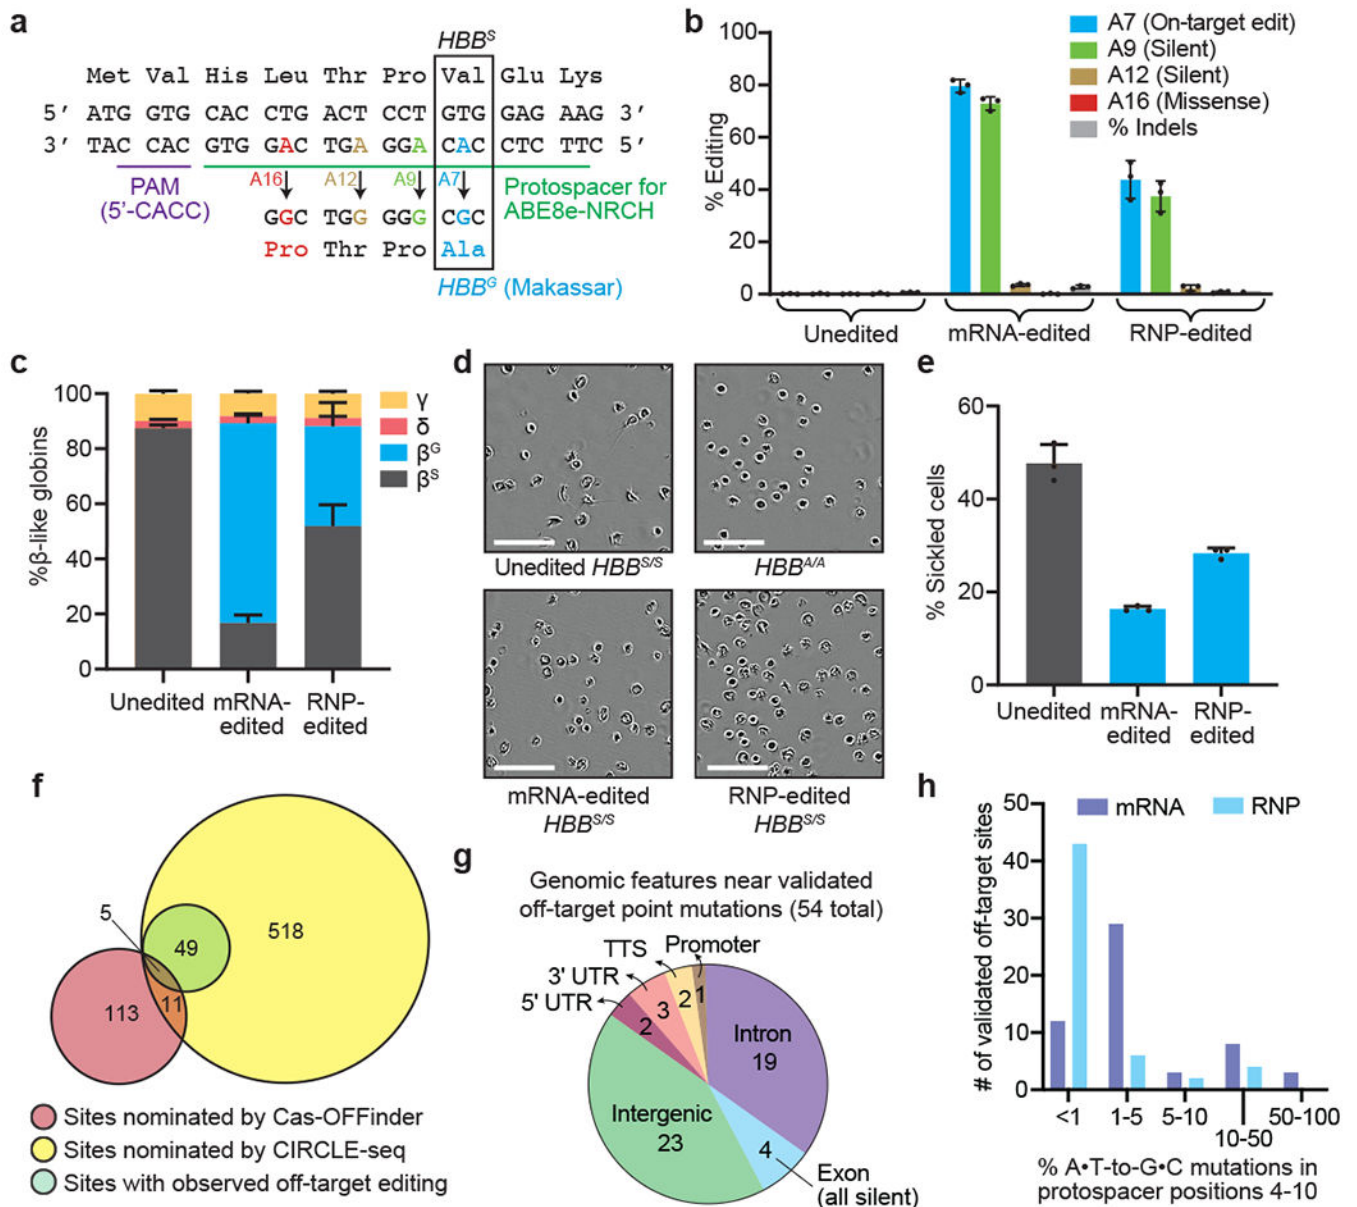 a
HBB^S
Met Val His Leu Thr Pro Val Glu Lys
5' ATG GTG CAC CTG ACT CCT GTG GAG AAG 3'
3' TAC CAC GTG GAC TGA GGA CAC CTC TTC 5'
PAM
(5'-CACC)
A16
A12
A9
A7
Protospacer for
ABE8e-NRCH
GGC TGG GGG CGC
Pro Thr Pro Ala
HBB^G (Makassar)
b
% Editing
100
80
60
40
20
0
A7 (On-target edit)
A9 (Silent)
A12 (Silent)
A16 (Missense)
% Indels
Unedited
mRNA-edited
RNP-edited
c
%β-like globins
100
80
60
40
20
0
γ
δ
β^G
β^S
Unedited
mRNA-
edited
RNP-
edited
d
Unedited HBB^S/S
HBB^A/A
mRNA-edited
HBB^S/S
RNP-edited
HBB^S/S
e
% Sickled cells
60
40
20
0
Unedited
mRNA-
edited
RNP-
edited
f
5
49
518
113
11
Sites nominated by Cas-OFFinder
Sites nominated by CIRCLE-seq
Sites with observed off-target editing
g
Genomic features near validated
off-target point mutations (54 total)
TTS
Promoter
3' UTR
5' UTR
2
3
2
1
Intron
19
Intergenic
23
4
Exon
(all silent)
h
# of validated off-target sites
50
40
30
20
10
0
mRNA
RNP
<1
1-5
5-10
10-50
50-100
% A•T-to-G•C mutations in
protospacer positions 4-10